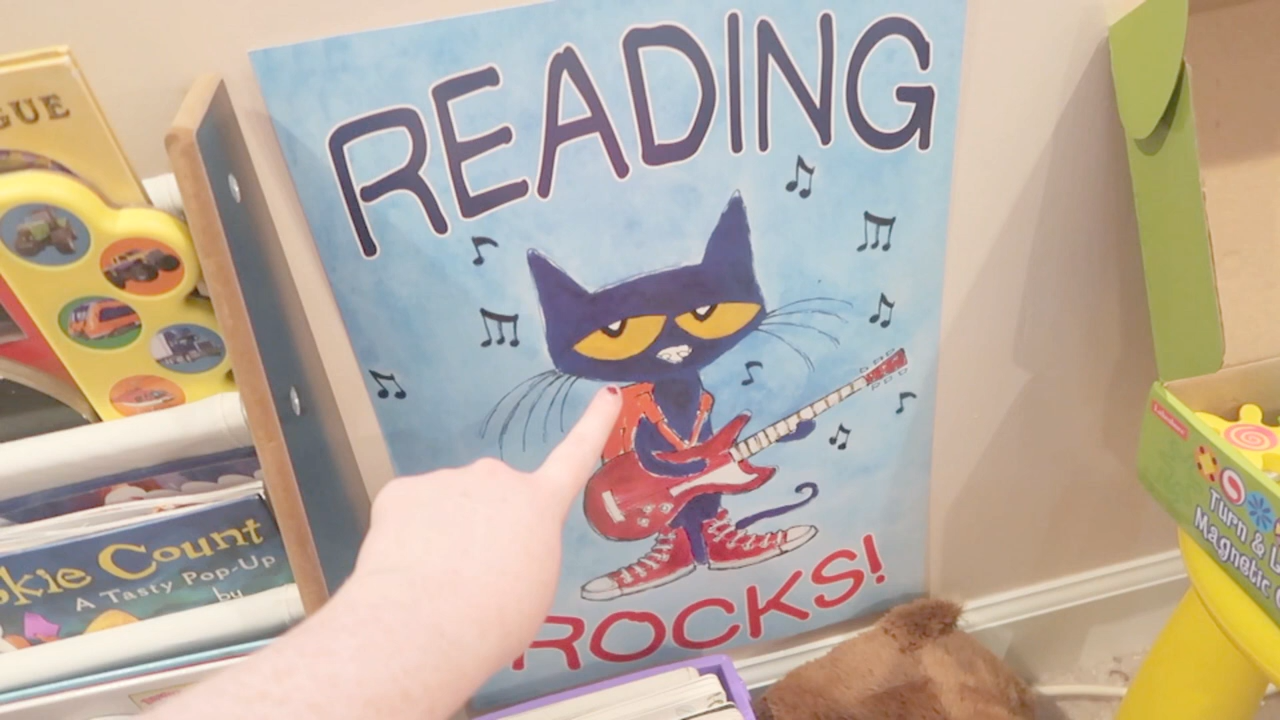 READING
ROCKS!
GUE
kie Count
A Tasty Pop-Up
by
Turn & L
Magnetic